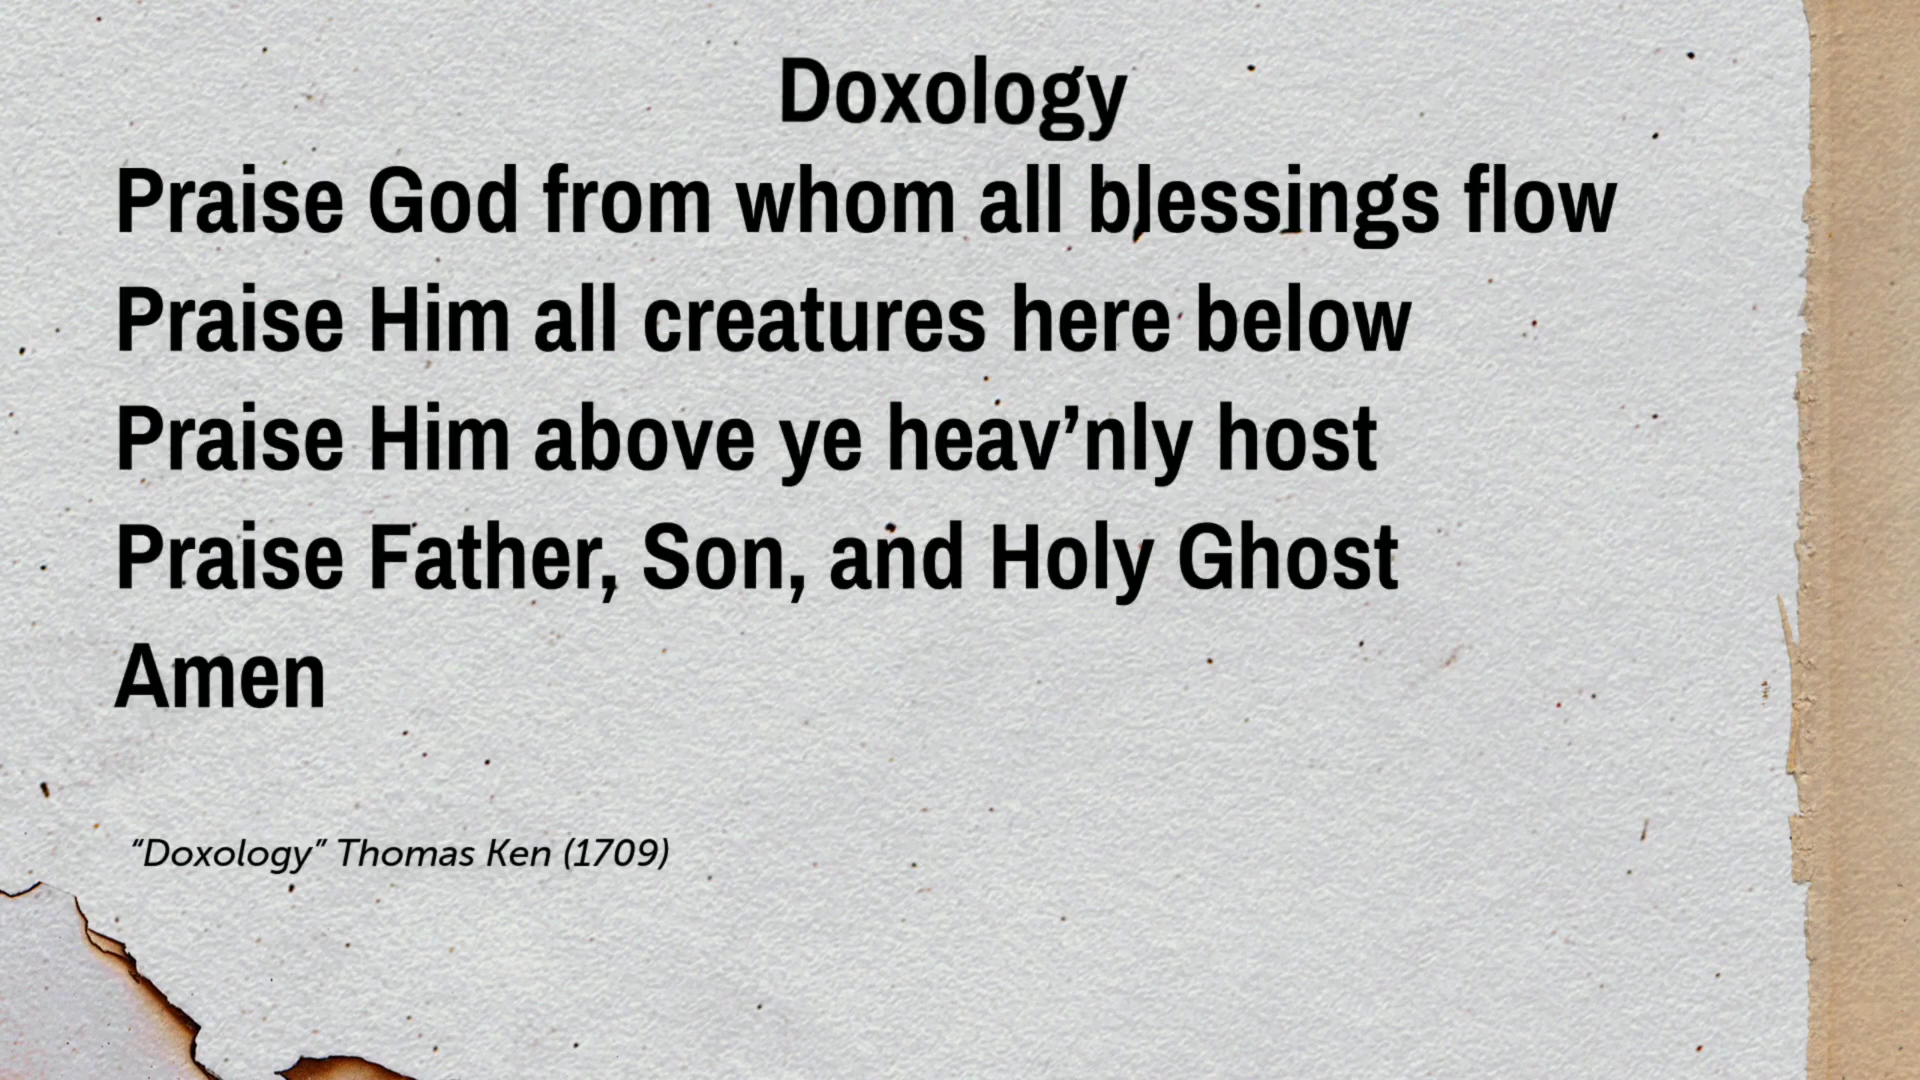 Doxology
Praise God from whom all blessings flow
Praise Him all creatures here below
Praise Him above ye heav’nly host
Praise Father, Son, and Holy Ghost
Amen
“Doxology” Thomas Ken (1709)